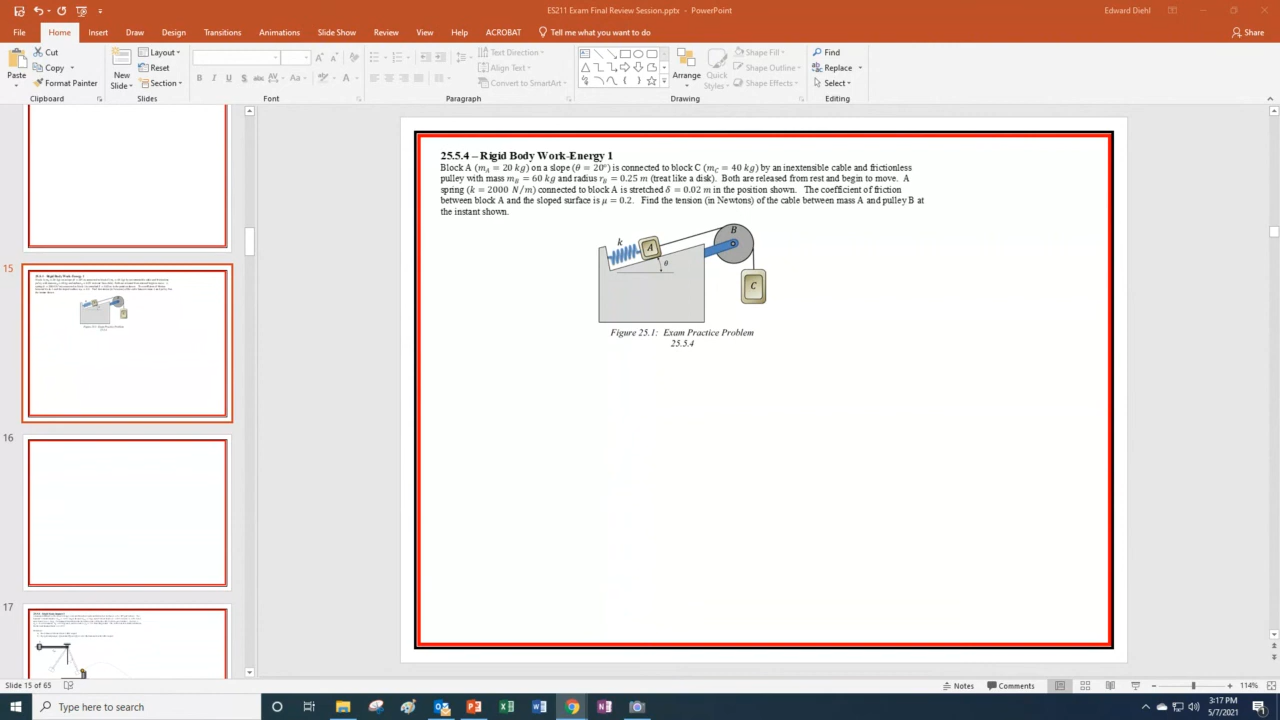 ES211 Exam Final Review Session.pptx - PowerPoint
Edward Diehl
File Home Insert Draw Design Transitions Animations Slide Show Review View Help ACROBAT Tell me what you want to do
Share
Paste
Cut
Copy
Format Painter
Clipboard
New
Slide
Layout
Reset
Section
Slides
B I U S abc AV Aa A
Font
Text Direction
Align Text
Convert to SmartArt
Paragraph
Arrange
Quick
Styles
Shape Fill
Shape Outline
Shape Effects
Drawing
Find
Replace
Select
Editing
15
16
17
25.5.4 – Rigid Body Work-Energy 1
Block A (m_A = 20 kg) on a slope (θ = 20°) is connected to block C (m_C = 40 kg) by an inextensible cable and frictionless
pulley with mass m_B = 60 kg and radius r_B = 0.25 m (treat like a disk). Both are released from rest and begin to move. A
spring (k = 2000 N/m) connected to block A is stretched δ = 0.02 m in the position shown. The coefficient of friction
between block A and the sloped surface is μ = 0.2. Find the tension (in Newtons) of the cable between mass A and pulley B at
the instant shown.
k
A
B
θ
C
Figure 25.1: Exam Practice Problem
25.5.4
Slide 15 of 65
Notes
Comments
114%
Type here to search
3:17 PM
5/7/2021